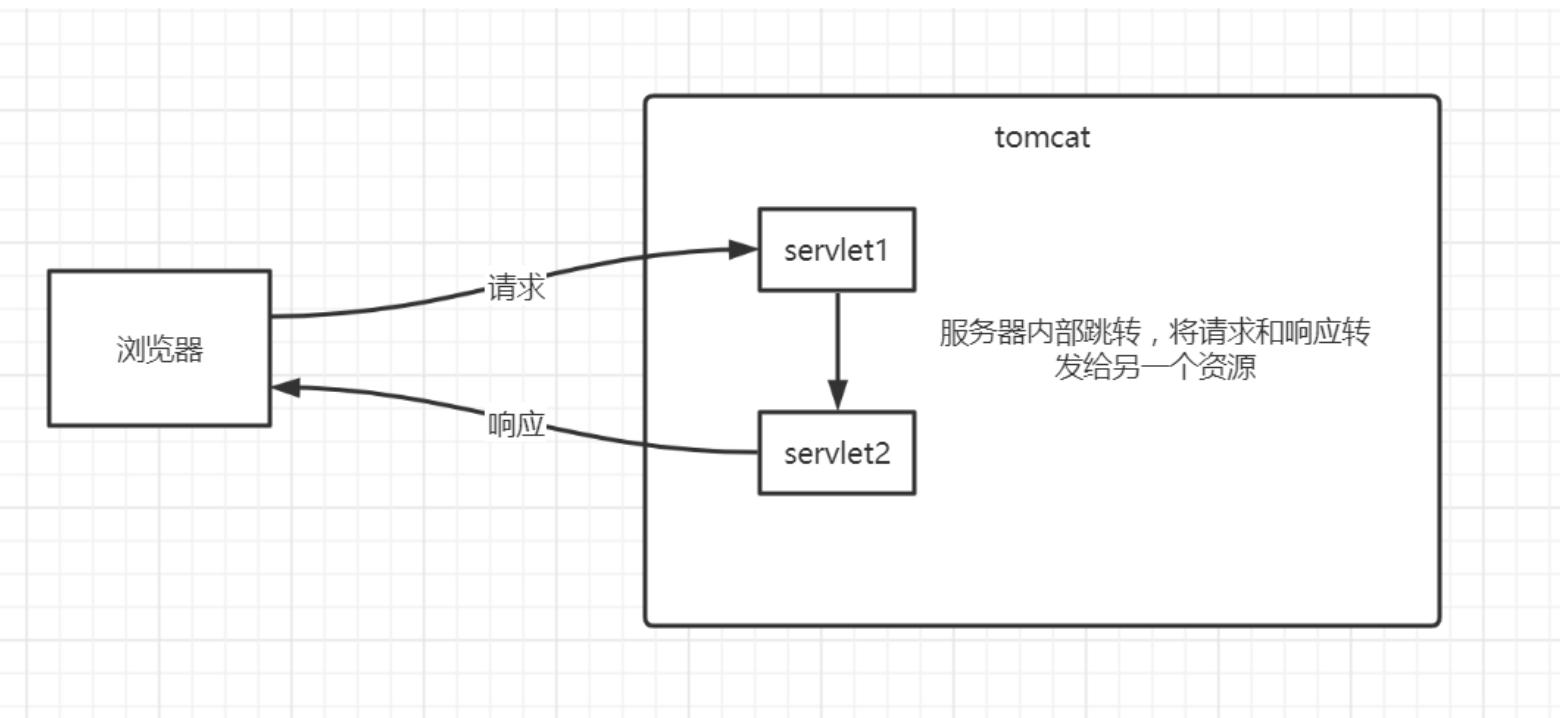 tomcat
servlet1
请求
服务器内部跳转，将请求和响应转
发给另一个资源
浏览器
响应
servlet2